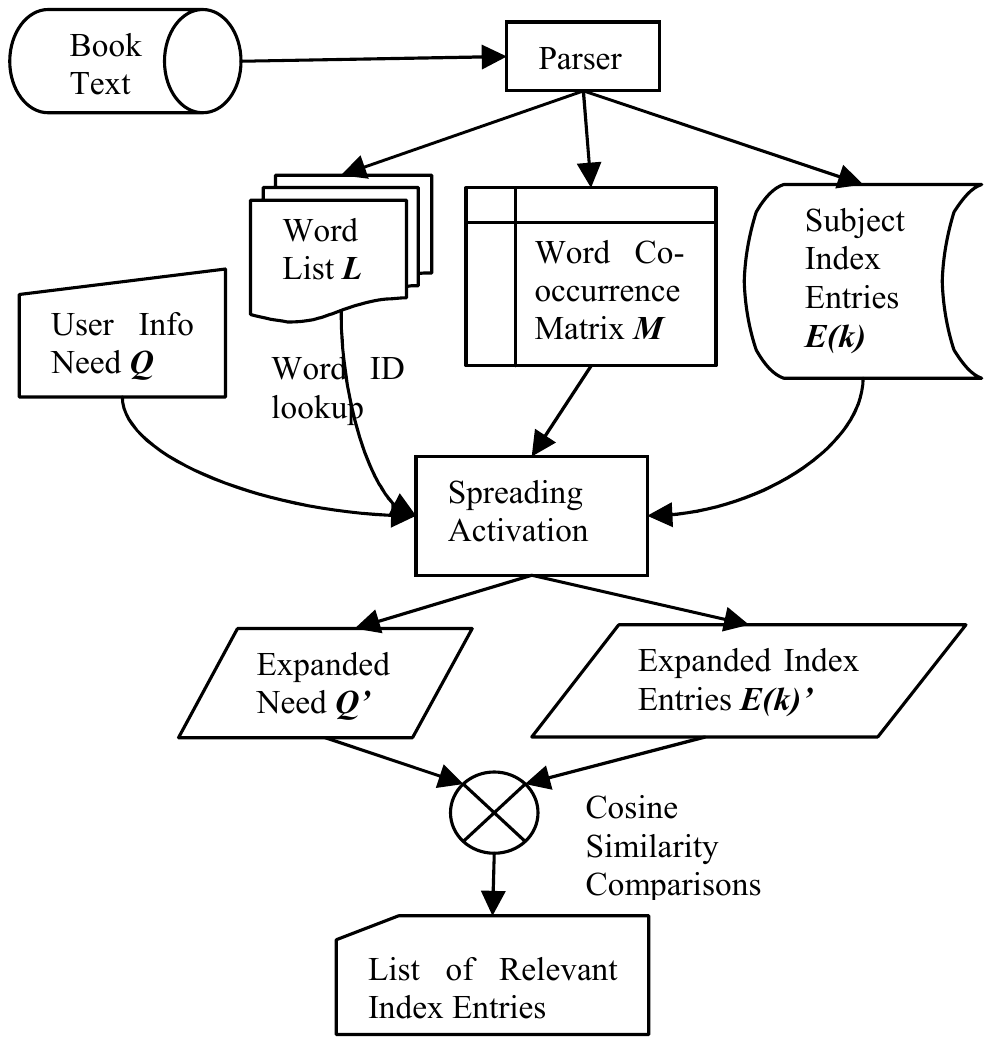 Book
Text
Parser
Word
List L
Word Co-
occurrence
Matrix M
Subject
Index
Entries
E(k)
User Info
Need Q
Word ID
lookup
Spreading
Activation
Expanded
Need Q’
Expanded Index
Entries E(k)’
Cosine
Similarity
Comparisons
List of Relevant
Index Entries